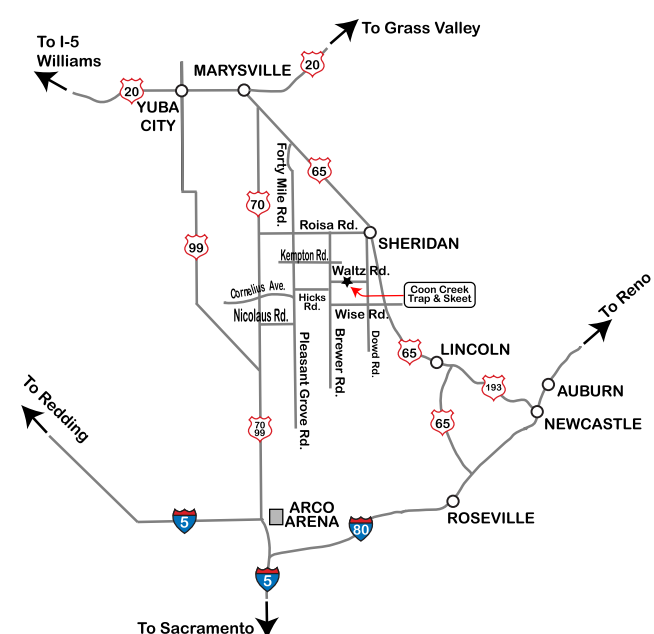 To Grass Valley
To I-5
Williams
MARYSVILLE
20
20
YUBA
CITY
Forty Mile Rd.
65
70
Roisa Rd.
SHERIDAN
99
Kempton Rd.
Waltz Rd.
Coon Creek
Trap & Skeet
Cornelius Ave.
Hicks
Rd.
Nicolaus Rd.
Wise Rd.
To Reno
Pleasant Grove Rd.
Brewer Rd.
Dowd Rd.
65
LINCOLN
193
AUBURN
NEWCASTLE
To Redding
65
70
99
ARCO
ARENA
5
80
ROSEVILLE
5
To Sacramento